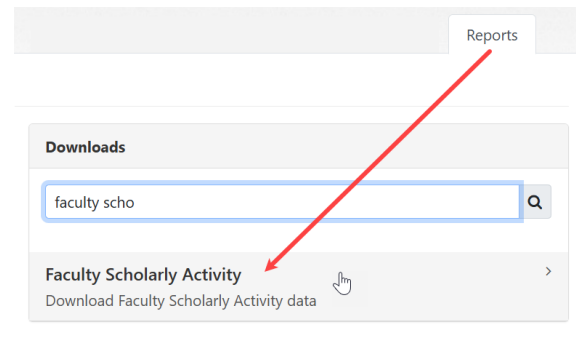 Reports
Downloads
faculty scho
Faculty Scholarly Activity
Download Faculty Scholarly Activity data